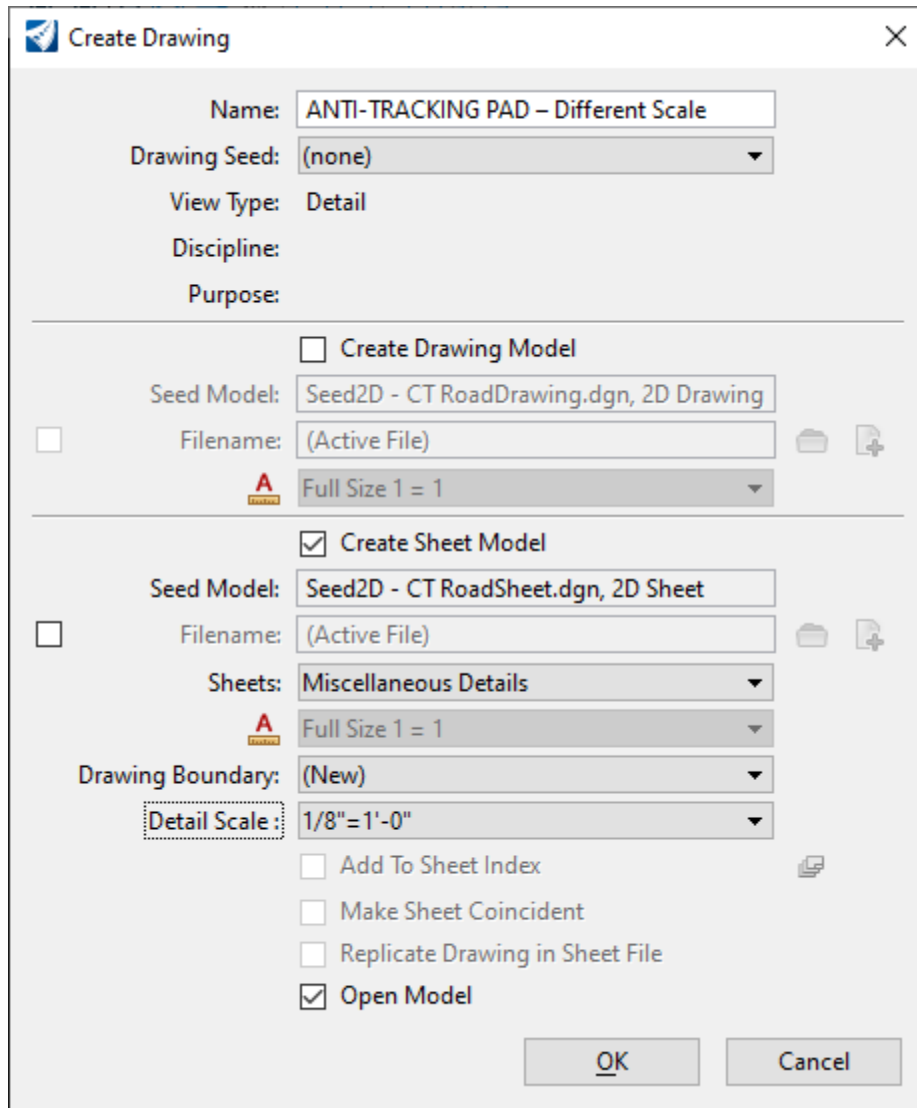 Create Drawing
Name: ANTI-TRACKING PAD – Different Scale
Drawing Seed: (none)
View Type: Detail
Discipline:
Purpose:
Create Drawing Model
Seed Model: Seed2D - CT RoadDrawing.dgn, 2D Drawing
Filename: (Active File)
A Full Size 1 = 1
Create Sheet Model
Seed Model: Seed2D - CT RoadSheet.dgn, 2D Sheet
Filename: (Active File)
Sheets: Miscellaneous Details
A Full Size 1 = 1
Drawing Boundary: (New)
Detail Scale : 1/8"=1'-0"
Add To Sheet Index
Make Sheet Coincident
Replicate Drawing in Sheet File
Open Model
OK Cancel